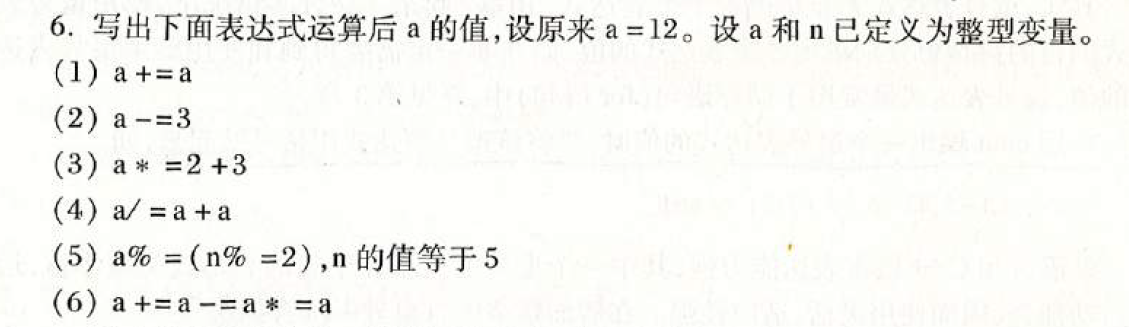 6. 写出下面表达式运算后 a 的值,设原来 a=12。设 a 和 n 已定义为整型变量。
(1) a+=a
(2) a-=3
(3) a*=2+3
(4) a/=a+a
(5) a%=(n%=2),n 的值等于5
(6) a+=a-=a*=a